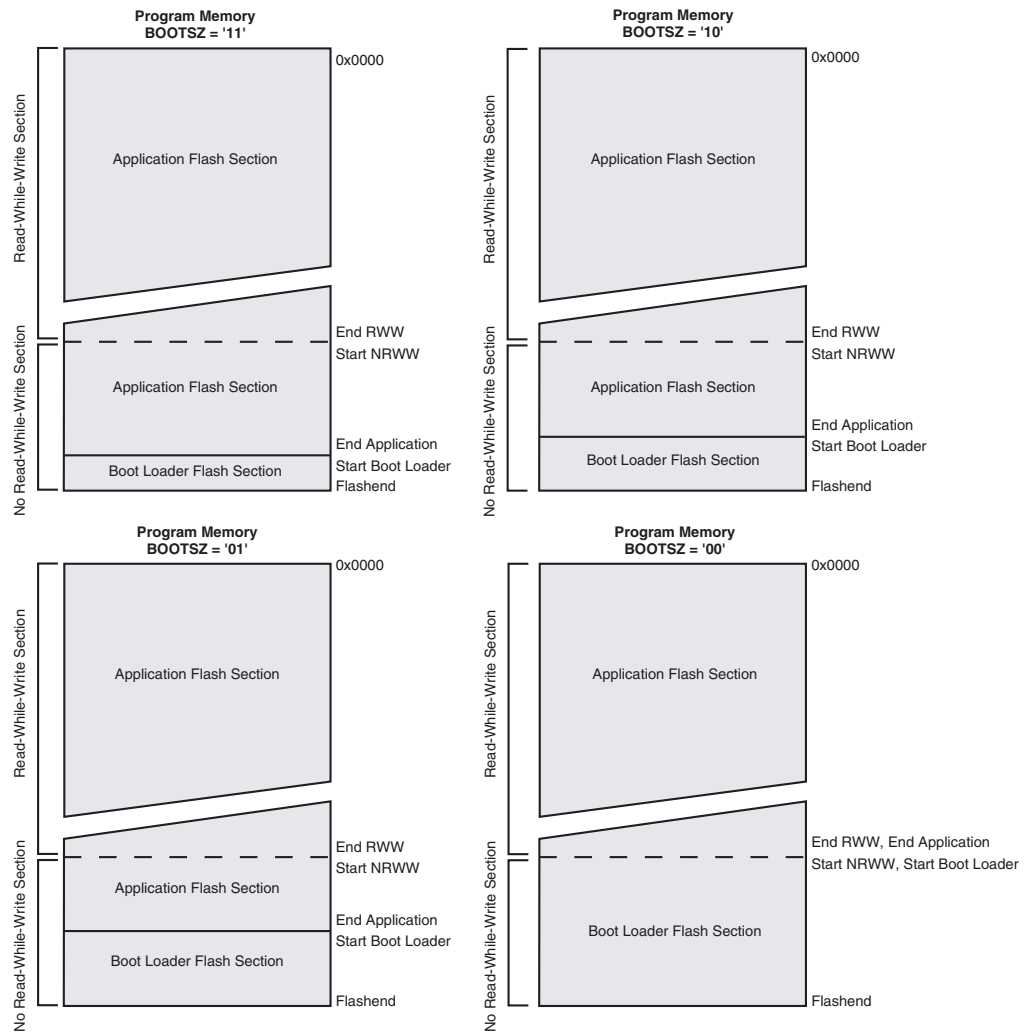 Program Memory
BOOTSZ = '11'
0x0000
Read-While-Write Section
Application Flash Section
End RWW
Start NRWW
No Read-While-Write Section
Application Flash Section
End Application
Start Boot Loader
Boot Loader Flash Section
Flashend
Program Memory
BOOTSZ = '10'
0x0000
Read-While-Write Section
Application Flash Section
End RWW
Start NRWW
No Read-While-Write Section
Application Flash Section
End Application
Start Boot Loader
Boot Loader Flash Section
Flashend
Program Memory
BOOTSZ = '01'
0x0000
Read-While-Write Section
Application Flash Section
End RWW
Start NRWW
No Read-While-Write Section
Application Flash Section
End Application
Start Boot Loader
Boot Loader Flash Section
Flashend
Program Memory
BOOTSZ = '00'
0x0000
Read-While-Write Section
Application Flash Section
End RWW, End Application
Start NRWW, Start Boot Loader
No Read-While-Write Section
Boot Loader Flash Section
Flashend